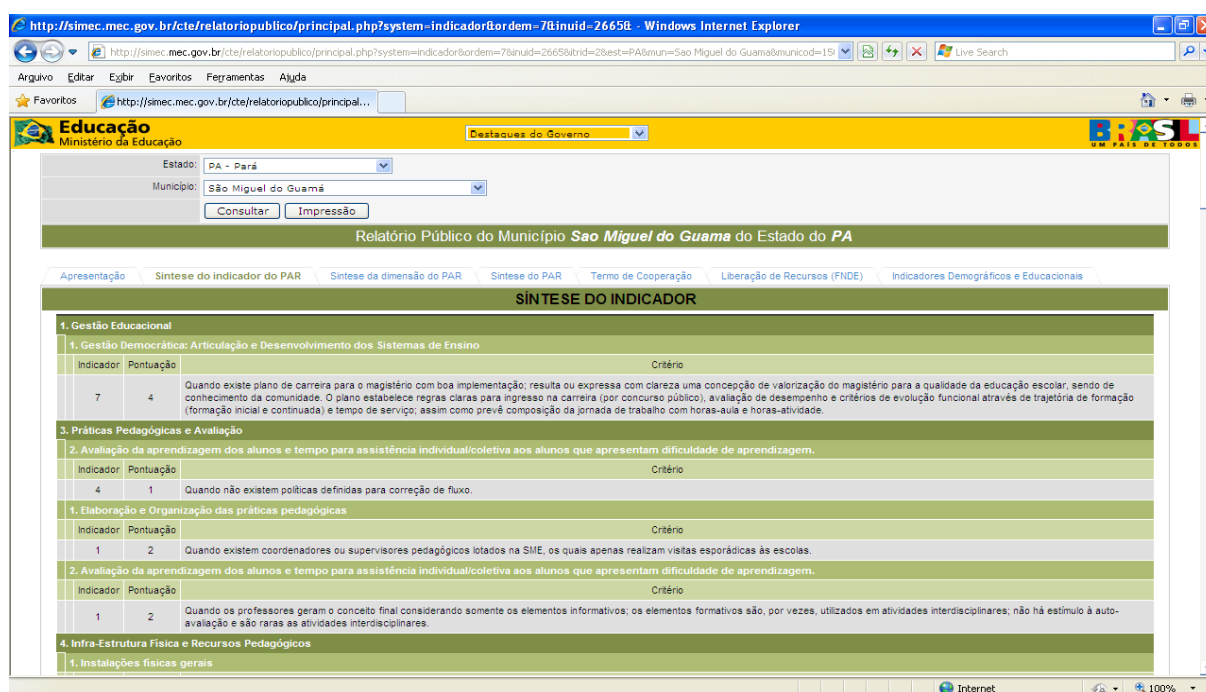 http://simec.mec.gov.br/cte/relatoriopublico/principal.php?system=indicador&ordem=7&inuid=2665& - Windows Internet Explorer
http://simec.mec.gov.br/cte/relatoriopublico/principal.php?system=indicador&ordem=7&inuid=2665&itrid=2&est=PA&mun=Sao Miguel do Guama&municod=15 Live Search
Arquivo Editar Exibir Favoritos Ferramentas Ajuda
Favoritos http://simec.mec.gov.br/cte/relatoriopublico/principal...
Educação
Ministério da Educação
Destaques do Governo
BRASIL
UM PAÍS DE TODOS
Estado: PA - Pará
Município: São Miguel do Guamá
Consultar Impressão
Relatório Público do Município Sao Miguel do Guama do Estado do PA
Apresentação Sintese do indicador do PAR Sintese da dimensão do PAR Sintese do PAR Termo de Cooperação Liberação de Recursos (FNDE) Indicadores Demográficos e Educacionais
SÍNTESE DO INDICADOR
1. Gestão Educacional
1. Gestão Democrática: Articulação e Desenvolvimento dos Sistemas de Ensino
Indicador Pontuação Critério
7 4 Quando existe plano de carreira para o magistério com boa implementação; resulta ou expressa com clareza uma concepção de valorização do magistério para a qualidade da educação escolar, sendo de
conhecimento da comunidade. O plano estabelece regras claras para ingresso na carreira (por concurso público), avaliação de desempenho e critérios de evolução funcional através de trajetória de formação
(formação inicial e continuada) e tempo de serviço; assim como prevê composição da jornada de trabalho com horas-aula e horas-atividade.
3. Práticas Pedagógicas e Avaliação
2. Avaliação da aprendizagem dos alunos e tempo para assistência individual/coletiva aos alunos que apresentam dificuldade de aprendizagem.
Indicador Pontuação Critério
4 1 Quando não existem políticas definidas para correção de fluxo.
1. Elaboração e Organização das práticas pedagógicas
Indicador Pontuação Critério
1 2 Quando existem coordenadores ou supervisores pedagógicos lotados na SME, os quais apenas realizam visitas esporádicas às escolas.
2. Avaliação da aprendizagem dos alunos e tempo para assistência individual/coletiva aos alunos que apresentam dificuldade de aprendizagem.
Indicador Pontuação Critério
1 2 Quando os professores geram o conceito final considerando somente os elementos informativos; os elementos formativos são, por vezes, utilizados em atividades interdisciplinares; não há estímulo à auto-
avaliação e são raras as atividades interdisciplinares.
4. Infra-Estrutura Física e Recursos Pedagógicos
1. Instalações físicas gerais
Internet 100%